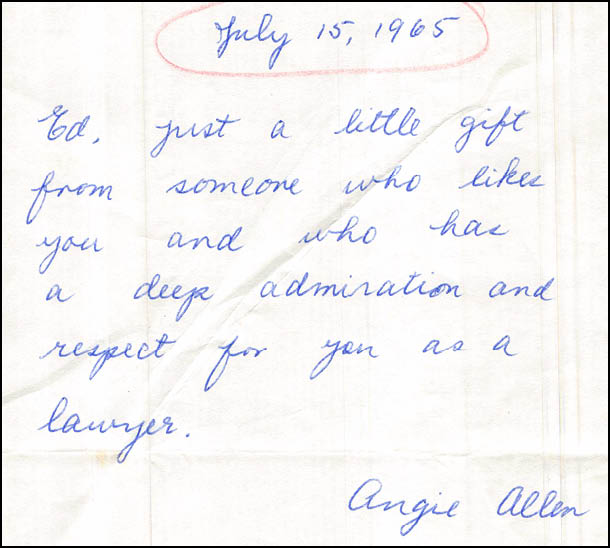 July 15, 1965
Ed, just a little gift
from someone who likes
you and who has
a deep admiration and
respect for you as a
lawyer.
Angie Allen